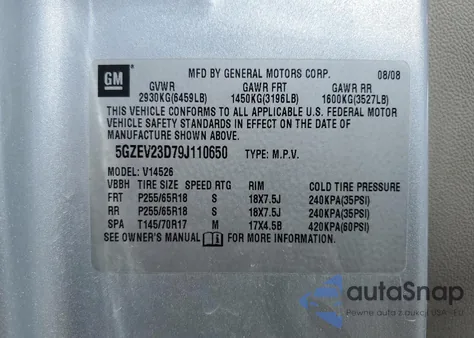 GM
MFD BY GENERAL MOTORS CORP. 08/08
GVWR GAWR FRT GAWR RR
2930KG(6459LB) 1450KG(3196LB) 1600KG(3527LB)
THIS VEHICLE CONFORMS TO ALL APPLICABLE U.S. FEDERAL MOTOR
VEHICLE SAFETY STANDARDS IN EFFECT ON THE DATE OF
MANUFACTURE SHOWN ABOVE.
5GZEV23D79J110650 TYPE: M.P.V.
MODEL: V14526
VBBH TIRE SIZE SPEED RTG RIM COLD TIRE PRESSURE
FRT P255/65R18 S 18X7.5J 240KPA(35PSI)
RR P255/65R18 S 18X7.5J 240KPA(35PSI)
SPA T145/70R17 M 17X4.5B 420KPA(60PSI)
SEE OWNER'S MANUAL FOR MORE INFORMATION.
autoSnap
Pewne auta z aukcji USA